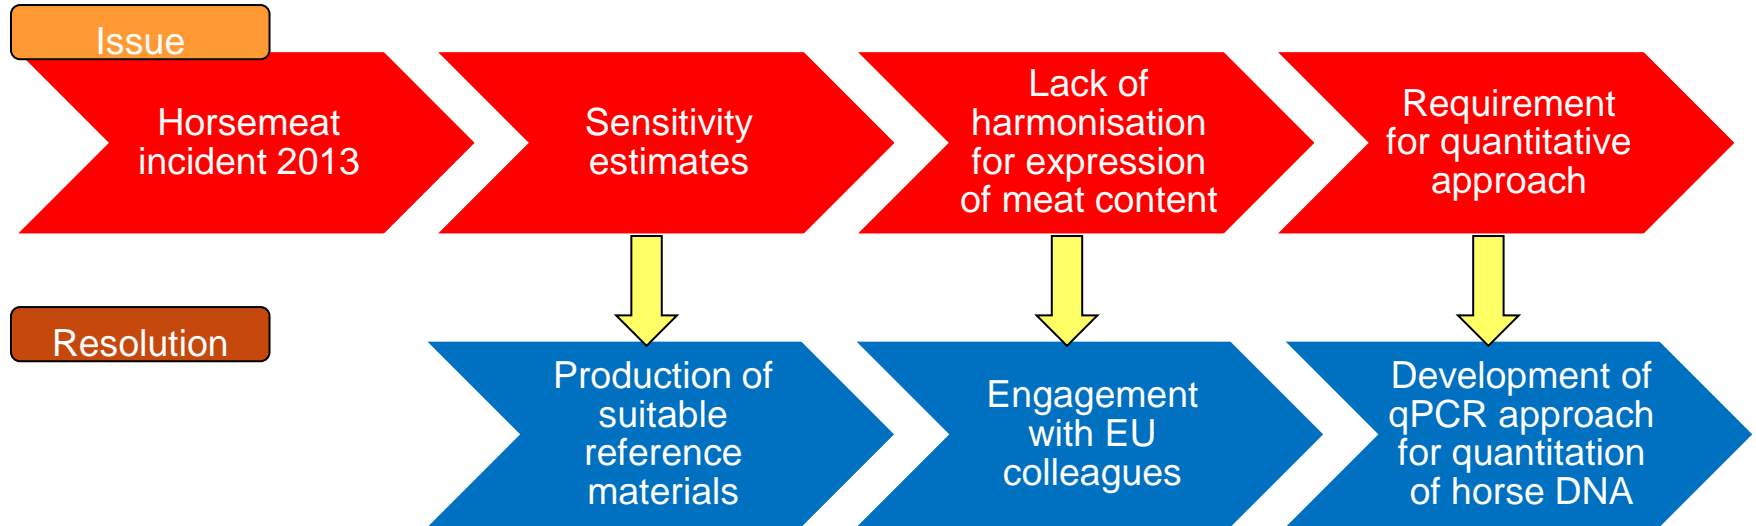 Issue
Horsemeat
incident 2013
Sensitivity
estimates
Lack of
harmonisation
for expression
of meat content
Requirement
for quantitative
approach
Resolution
Production of
suitable
reference
materials
Engagement
with EU
colleagues
Development of
qPCR approach
for quantitation
of horse DNA